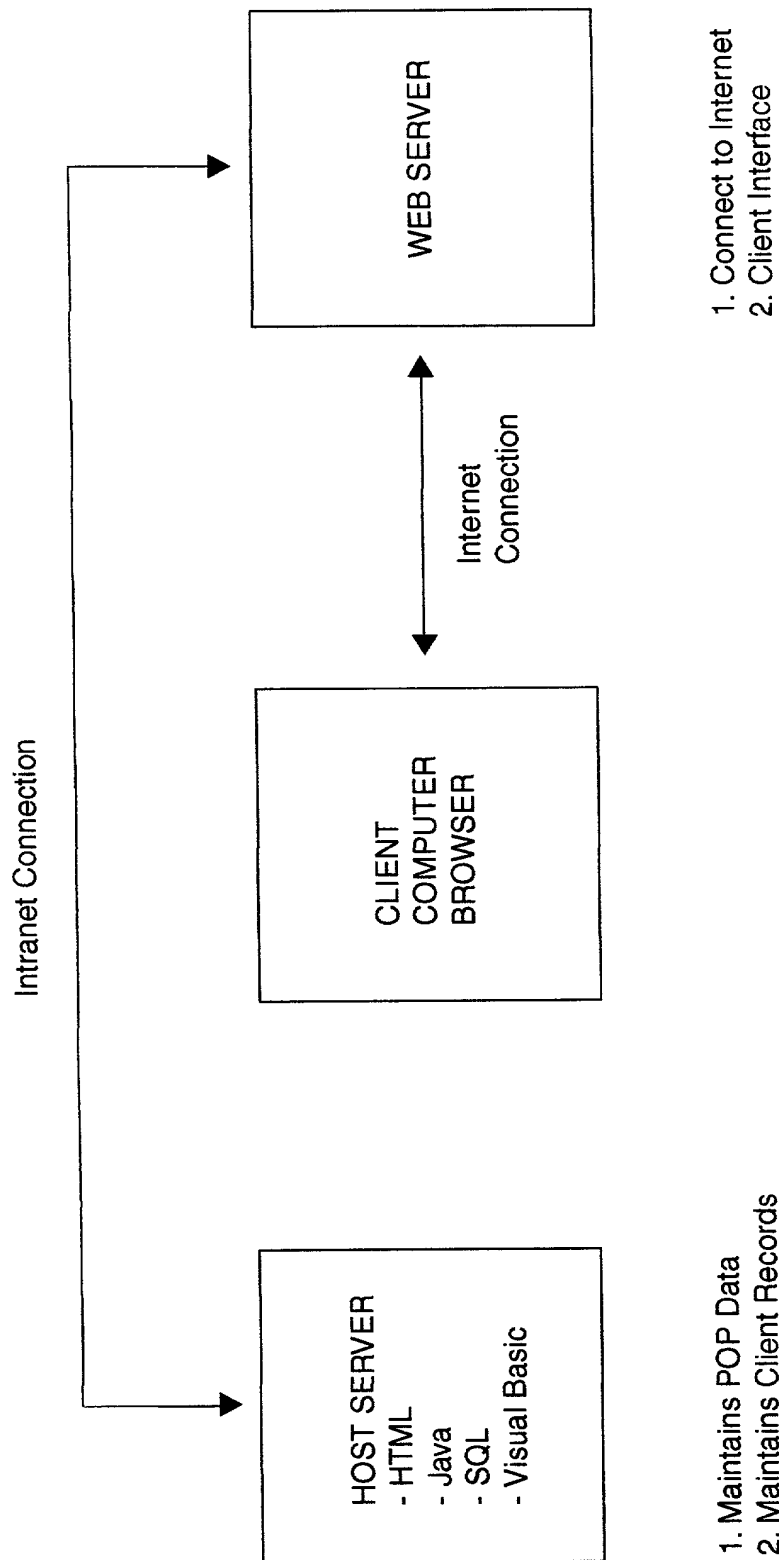 Intranet Connection
HOST SERVER
- HTML
- Java
- SQL
- Visual Basic
CLIENT
COMPUTER
BROWSER
Internet
Connection
WEB SERVER
1. Maintains POP Data
2. Maintains Client Records
1. Connect to Internet
2. Client Interface